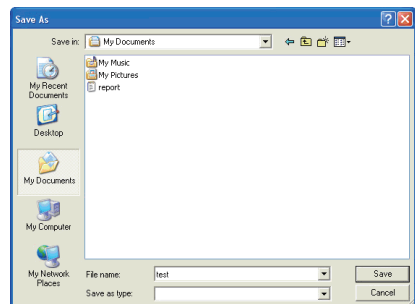 Save As
Save in:
My Documents
My Music
My Pictures
report
My Recent
Documents
Desktop
My Documents
My Computer
My Network
Places
File name:
test
Save
Save as type:
Cancel